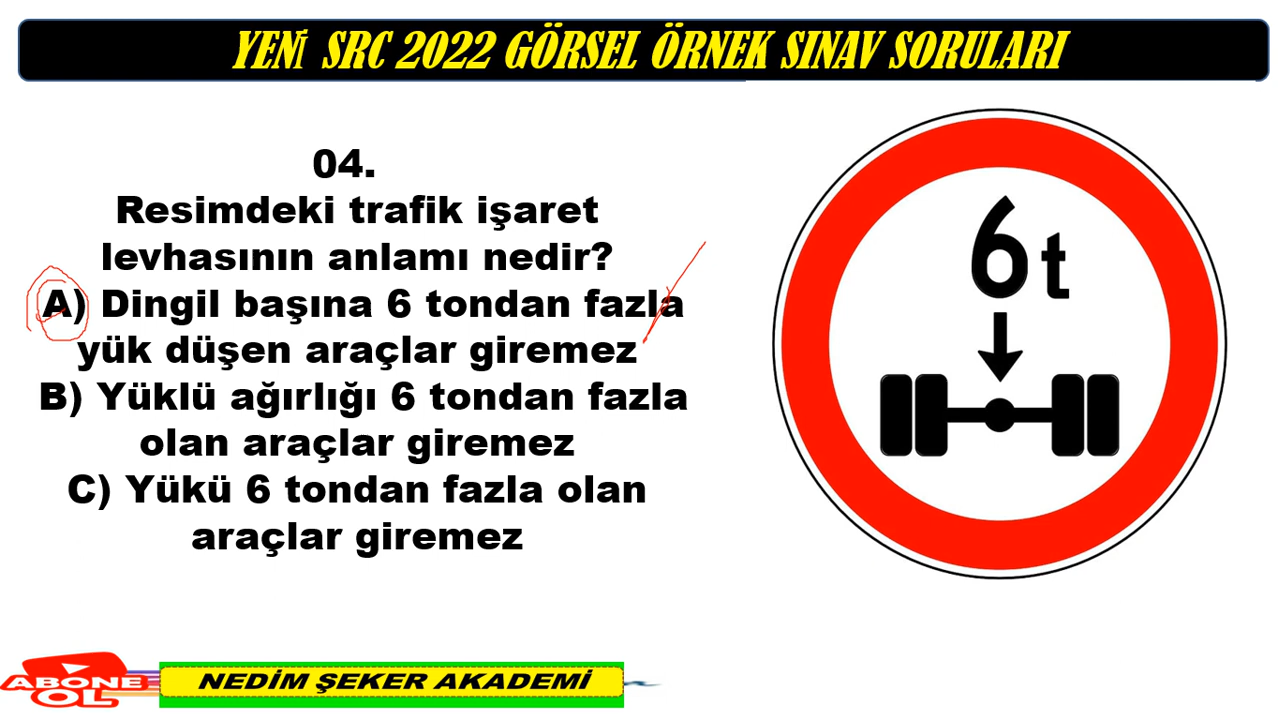 YENİ SRC 2022 GÖRSEL ÖRNEK SINAV SORULARI
04.
Resimdeki trafik işaret
levhasının anlamı nedir?
A) Dingil başına 6 tondan fazla
yük düşen araçlar giremez
B) Yüklü ağırlığı 6 tondan fazla
olan araçlar giremez
C) Yükü 6 tondan fazla olan
araçlar giremez
6t
ABONE
OL
NEDİM ŞEKER AKADEMİ